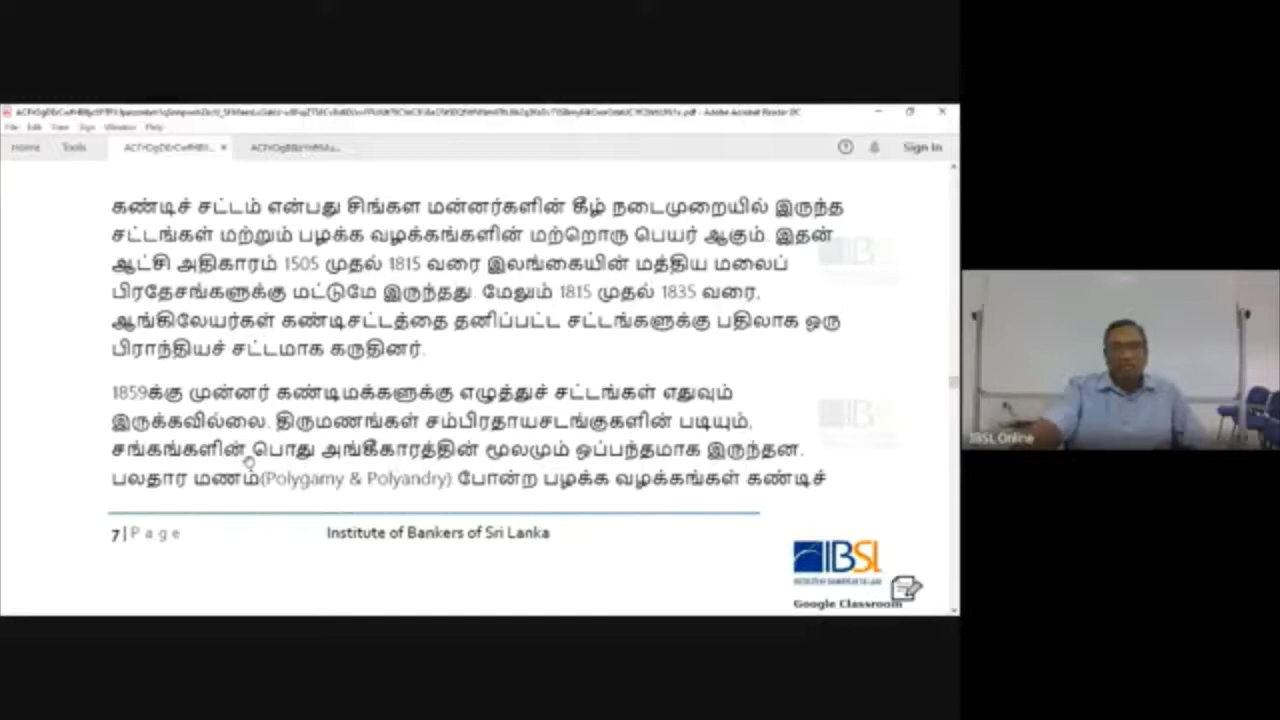 File Edit View Sign Window Help
Home Tools Sign In
கண்டிச் சட்டம் என்பது சிங்கள மன்னர்களின் கீழ் நடைமுறையில் இருந்த
சட்டங்கள் மற்றும் பழக்க வழக்கங்களின் மற்றொரு பெயர் ஆகும். இதன்
ஆட்சி அதிகாரம் 1505 முதல் 1815 வரை இலங்கையின் மத்திய மலைப்
பிரதேசங்களுக்கு மட்டுமே இருந்தது. மேலும் 1815 முதல் 1835 வரை,
ஆங்கிலேயர்கள் கண்டிசட்டத்தை தனிப்பட்ட சட்டங்களுக்கு பதிலாக ஒரு
பிராந்தியச் சட்டமாக கருதினர்.
1859க்கு முன்னர் கண்டிமக்களுக்கு எழுத்துச் சட்டங்கள் எதுவும்
இருக்கவில்லை. திருமணங்கள் சம்பிரதாயசடங்குகளின் படியும்,
சங்கங்களின் பொது அங்கீகாரத்தின் மூலமும் ஒப்பந்தமாக இருந்தன.
பலதார மணம்(Polygamy & Polyandry) போன்ற பழக்க வழக்கங்கள் கண்டிச்
7 | Page Institute of Bankers of Sri Lanka
IBSL
Google Classroom
IBSL Online